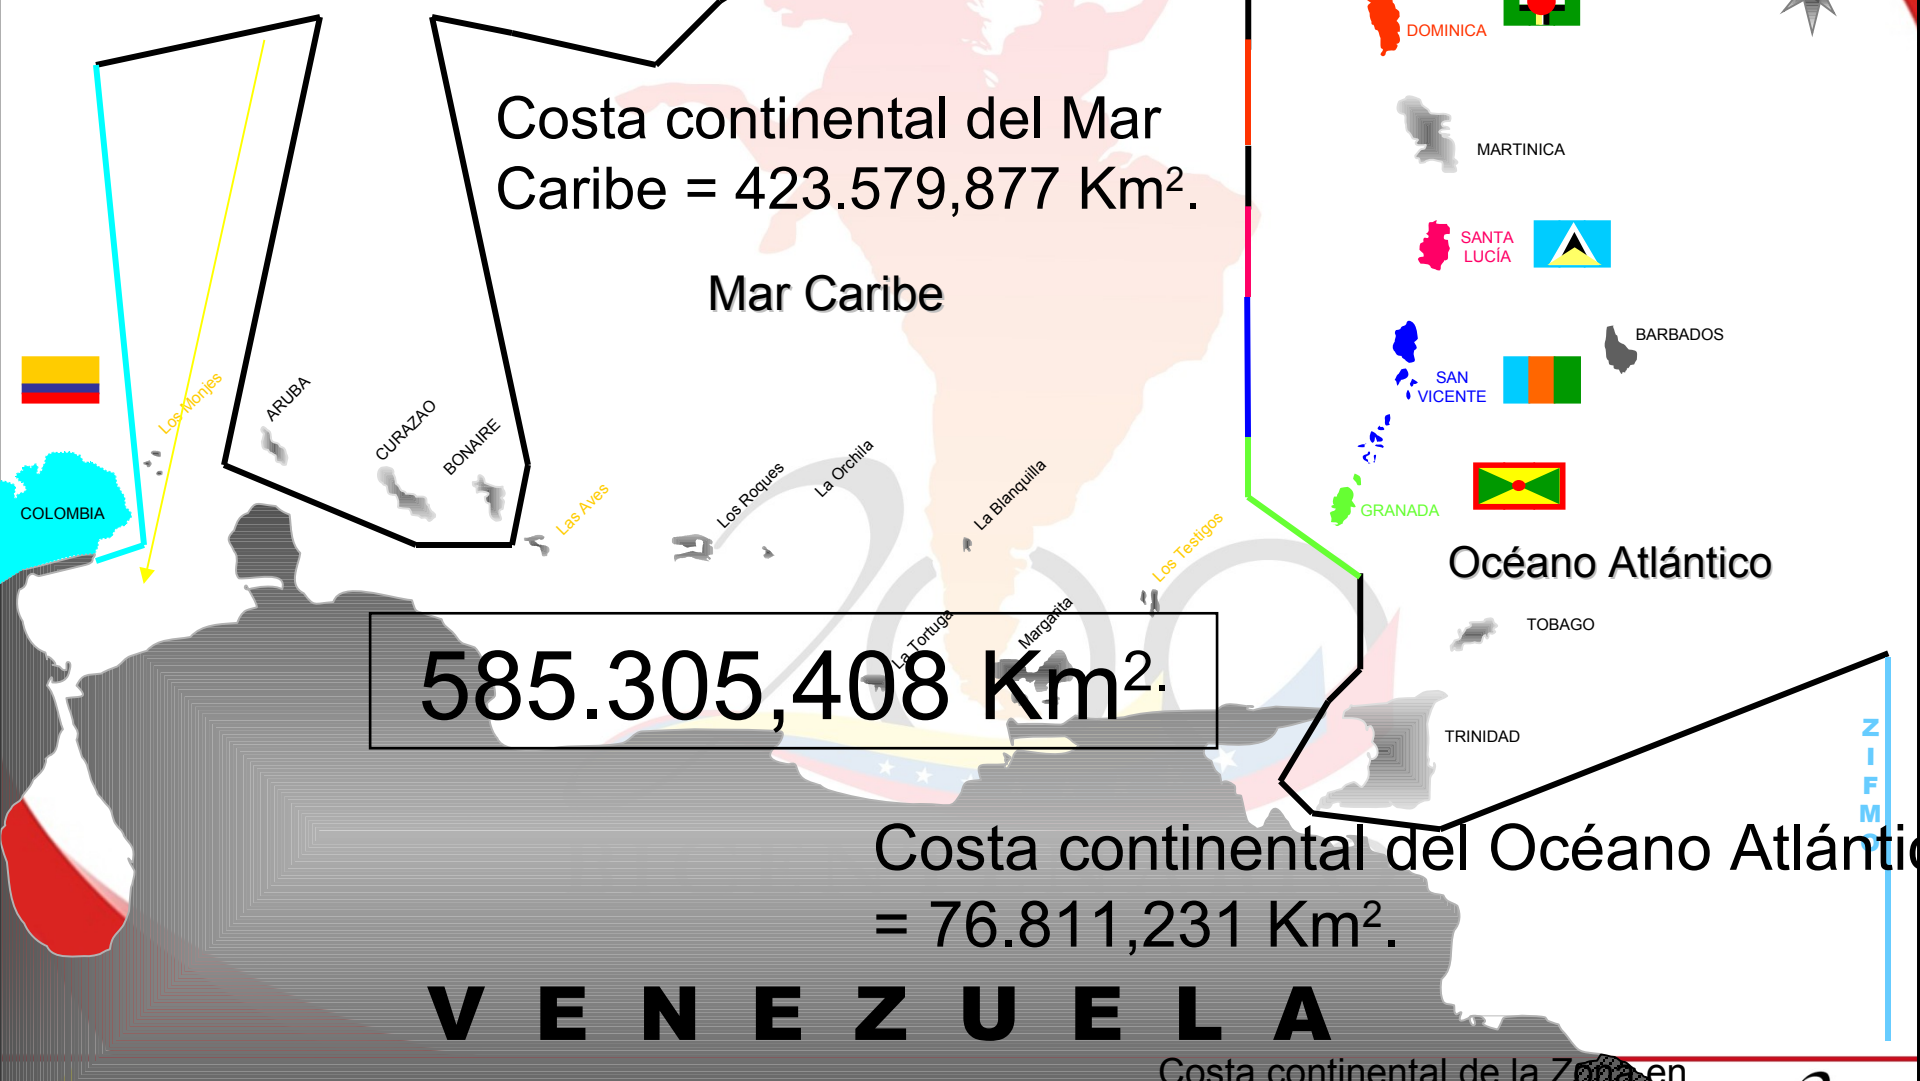 DOMINICA
Costa continental del Mar
Caribe = 423.579,877 Km².
MARTINICA
SANTA
LUCÍA
Mar Caribe
BARBADOS
SAN
VICENTE
Los Monjes
ARUBA
CURAZAO
BONAIRE
Las Aves
Los Roques
La Orchila
La Blanquilla
Los Testigos
GRANADA
COLOMBIA
Océano Atlántico
TOBAGO
La Tortuga
Margarita
585.305,408 Km².
TRINIDAD
ZIFMO
Costa continental del Océano Atlántic
= 76.811,231 Km².
VENEZUELA
Costa continental de la Zona en